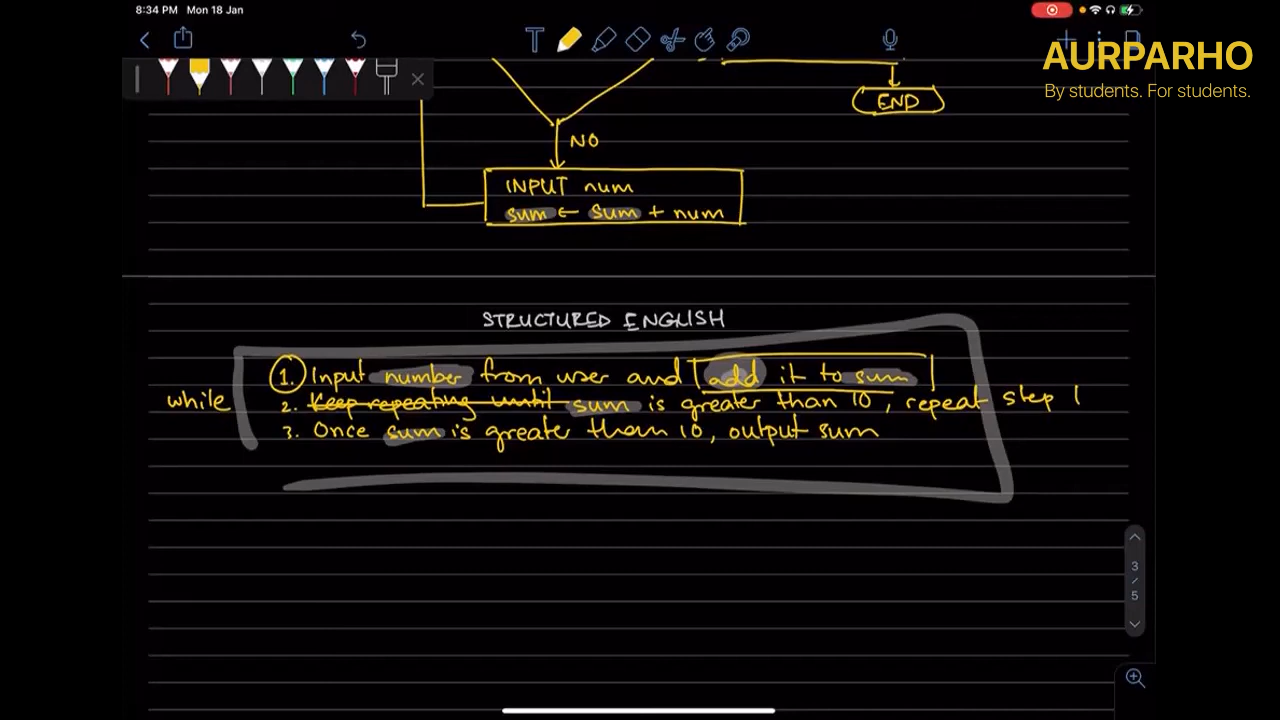 8:34 PM Mon 18 Jan
AURPARHO
By students. For students.
END
NO
INPUT num
sum ← sum + num
STRUCTURED ENGLISH
1. Input number from user and add it to sum
while 2. Keep repeating until sum is greater than 10, repeat step 1
3. Once sum is greater than 10, output sum
3
/
5